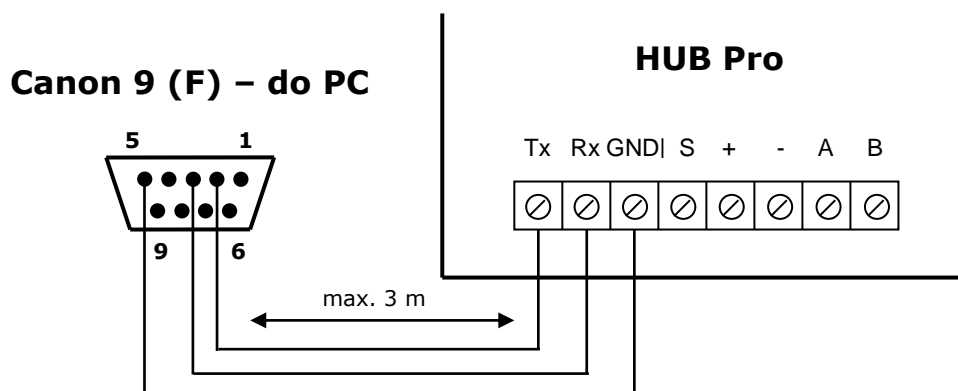 HUB Pro
Canon 9 (F) – do PC
5 1
Tx Rx GND| S + - A B
9 6
max. 3 m